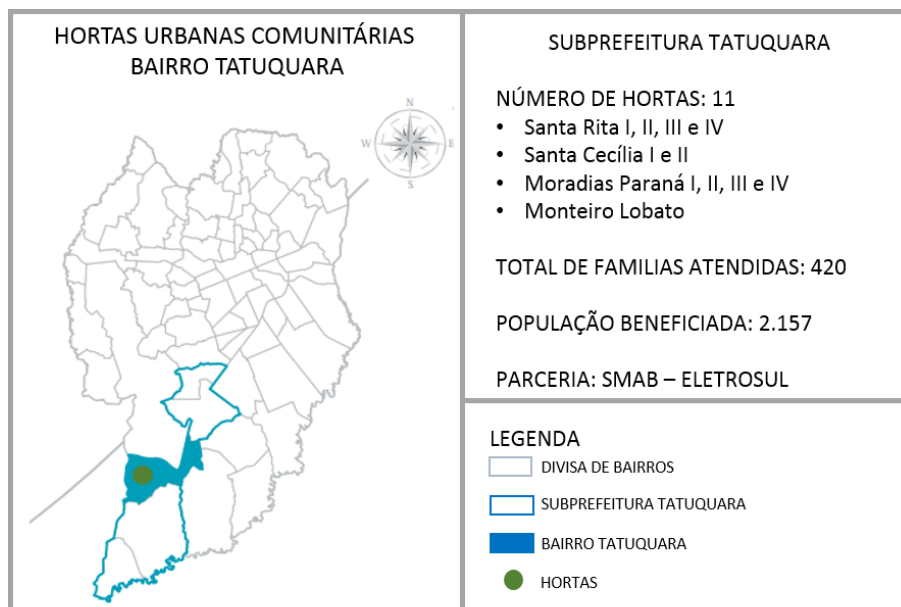 HORTAS URBANAS COMUNITÁRIAS
BAIRRO TATUQUARA
N
W
E
S
SUBPREFEITURA TATUQUARA
NÚMERO DE HORTAS: 11
• Santa Rita I, II, III e IV
• Santa Cecília I e II
• Moradias Paraná I, II, III e IV
• Monteiro Lobato
TOTAL DE FAMILIAS ATENDIDAS: 420
POPULAÇÃO BENEFICIADA: 2.157
PARCERIA: SMAB – ELETROSUL
LEGENDA
DIVISA DE BAIRROS
SUBPREFEITURA TATUQUARA
BAIRRO TATUQUARA
HORTAS